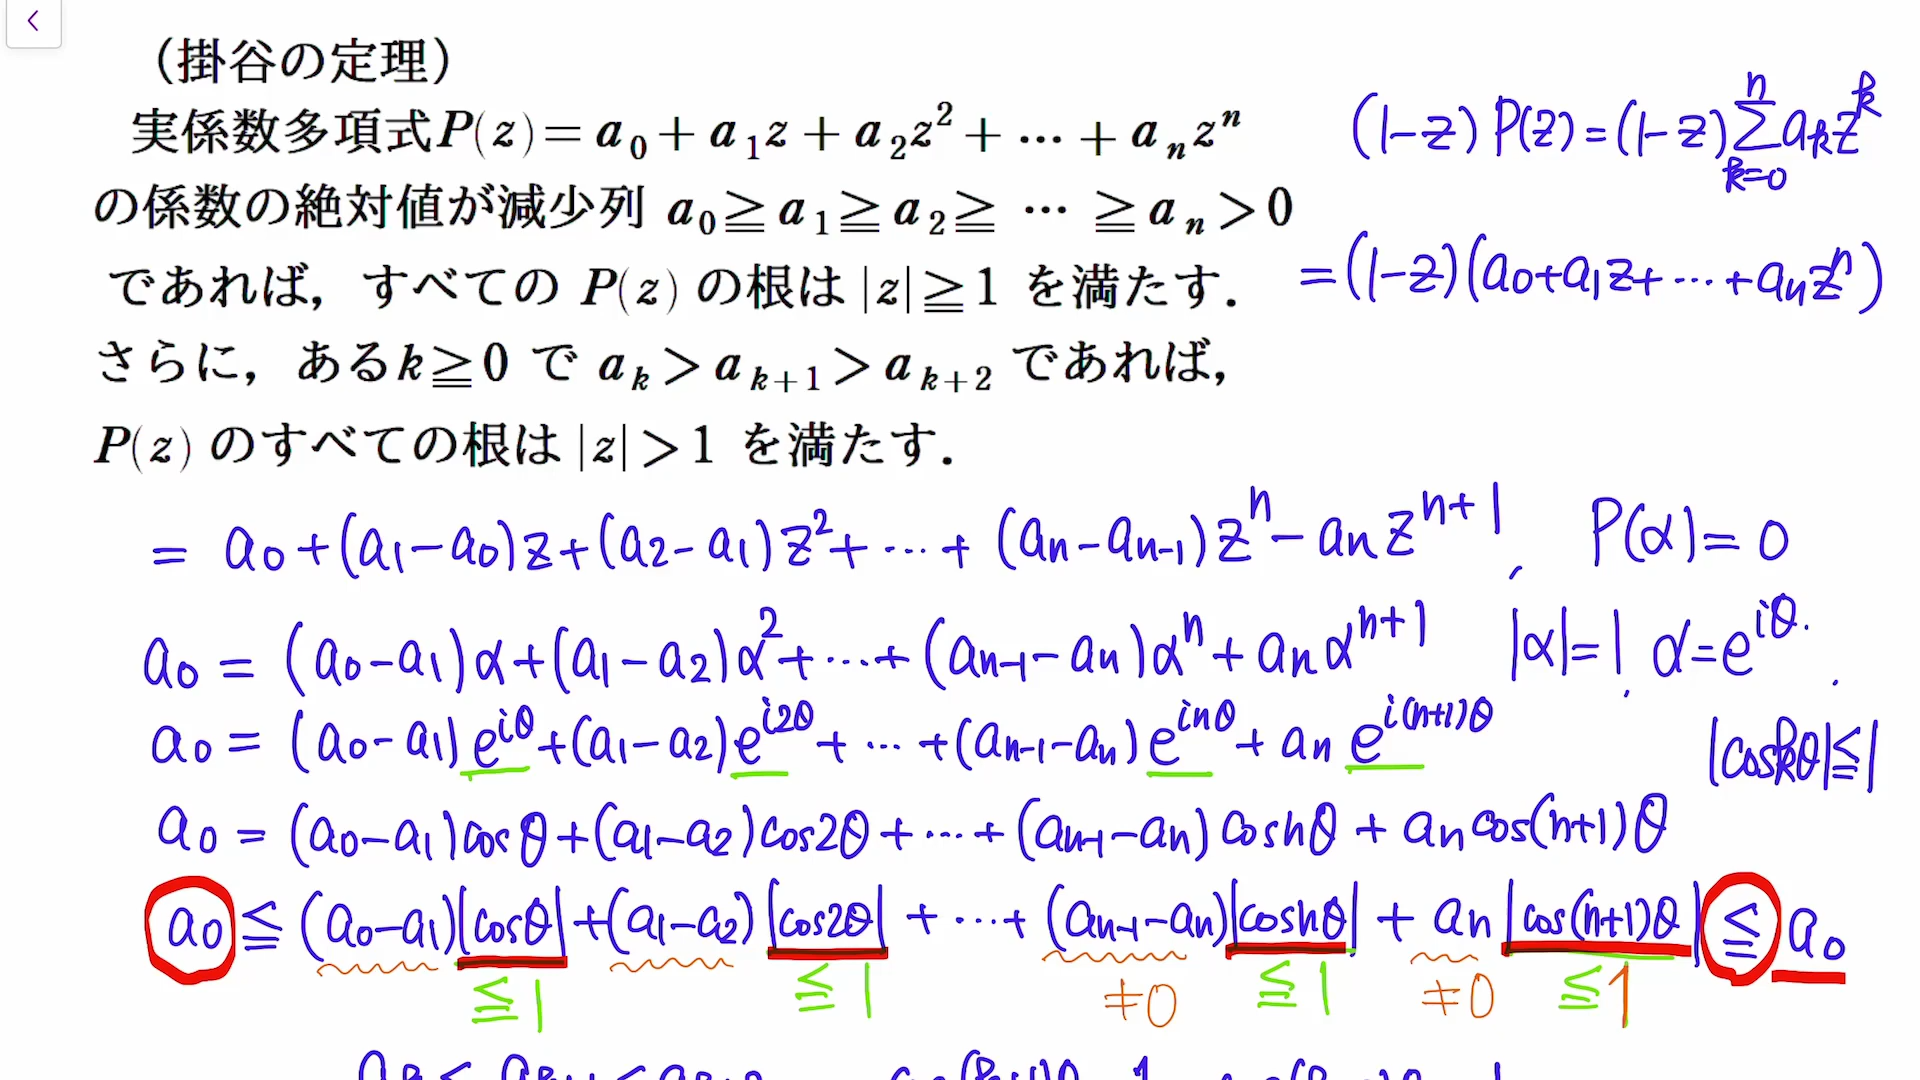 （掛谷の定理）
実係数多項式P(z)=a₀+a₁z+a₂z²+…+aₙzⁿ
の係数の絶対値が減少列 a₀≧a₁≧a₂≧ … ≧aₙ>0
であれば，すべての P(z) の根は |z|≧1 を満たす．
さらに，あるk≧0 で aₖ>aₖ₊₁>aₖ₊₂ であれば，
P(z) のすべての根は |z|>1 を満たす．
(1-z)P(z)=(1-z)∑_{k=0}^{n} aₖzᵏ
=(1-z)(a₀+a₁z+…+aₙzⁿ)
= a₀+(a₁-a₀)z+(a₂-a₁)z²+…+(aₙ-aₙ₋₁)zⁿ-aₙzⁿ⁺¹ P(α)=0
a₀ = (a₀-a₁)α+(a₁-a₂)α²+…+(aₙ₋₁-aₙ)αⁿ+aₙαⁿ⁺¹ |α|=1 α=e^{iθ}.
a₀ = (a₀-a₁)e^{iθ}+(a₁-a₂)e^{i2θ}+…+(aₙ₋₁-aₙ)e^{inθ}+aₙe^{i(n+1)θ} |coskθ|≦1
a₀ = (a₀-a₁)cosθ+(a₁-a₂)cos2θ+…+(aₙ₋₁-aₙ)cosnθ+aₙcos(n+1)θ
a₀ ≦ (a₀-a₁)|cosθ|+(a₁-a₂)|cos2θ|+…+(aₙ₋₁-aₙ)|cosnθ|+aₙ|cos(n+1)θ| ≦ a₀
≦1 ≦1 ≠0 ≦1 ≠0 ≦1